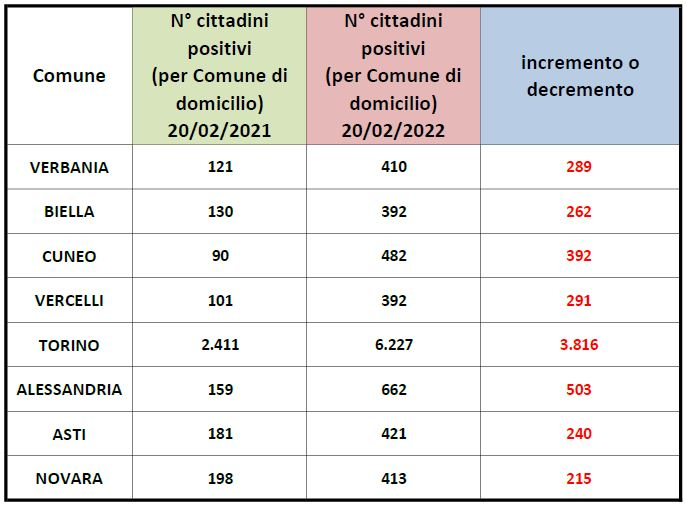 Comune
N° cittadini
positivi
(per Comune di
domicilio)
20/02/2021
N° cittadini
positivi
(per Comune di
domicilio)
20/02/2022
incremento o
decremento
VERBANIA 121 410 289
BIELLA 130 392 262
CUNEO 90 482 392
VERCELLI 101 392 291
TORINO 2.411 6.227 3.816
ALESSANDRIA 159 662 503
ASTI 181 421 240
NOVARA 198 413 215